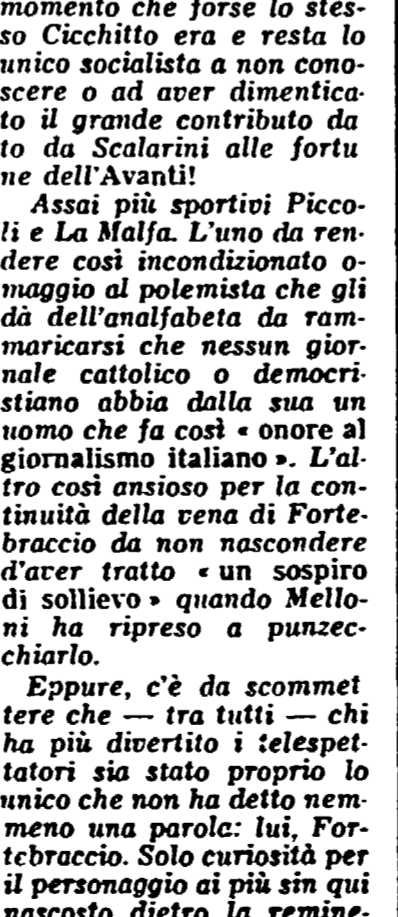 momento che forse lo stes-
so Cicchitto era e resta lo
unico socialista a non cono-
scere o ad aver dimentica-
to il grande contributo da
to da Scalarini alle fortu
ne dell'Avanti!
Assai più sportivi Picco-
li e La Malfa. L'uno da ren-
dere così incondizionato o-
maggio al polemista che gli
dà dell'analfabeta da ram-
maricarsi che nessun gior-
nale cattolico o democri-
stiano abbia dalla sua un
uomo che fa così « onore al
giornalismo italiano ». L'al-
tro così ansioso per la con-
tinuità della vena di Forte-
braccio da non nascondere
d'aver tratto « un sospiro
di sollievo » quando Mello-
ni ha ripreso a punzec-
chiarlo.
Eppure, c'è da scommet
tere che — tra tutti — chi
ha più divertito i telespet-
tatori sia stato proprio lo
unico che non ha detto nem-
meno una parola: lui, For-
tebraccio. Solo curiosità per
il personaggio ai più sin qui
nascosto dietro la remine-